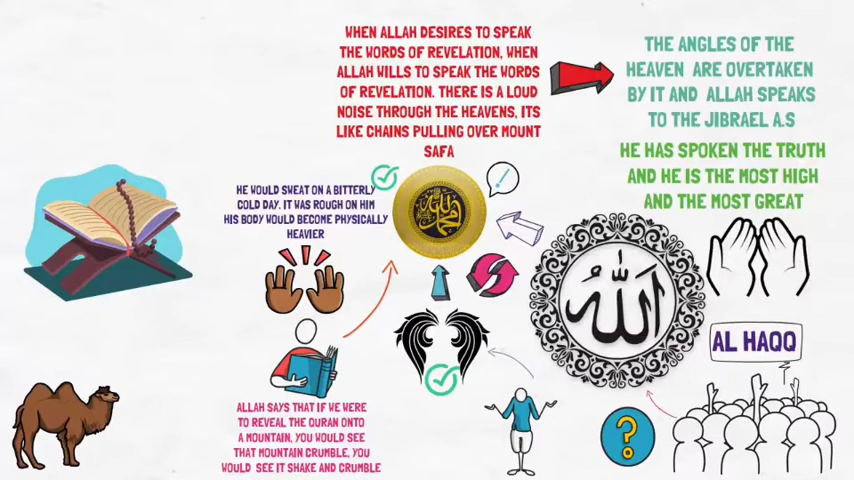 WHEN ALLAH DESIRES TO SPEAK
THE WORDS OF REVELATION, WHEN
ALLAH WILLS TO SPEAK THE WORDS
OF REVELATION. THERE IS A LOUD
NOISE THROUGH THE HEAVENS, ITS
LIKE CHAINS PULLING OVER MOUNT
SAFA
THE ANGLES OF THE
HEAVEN ARE OVERTAKEN
BY IT AND ALLAH SPEAKS
TO THE JIBRAEL A.S
HE HAS SPOKEN THE TRUTH
AND HE IS THE MOST HIGH
AND THE MOST GREAT
HE WOULD SWEAT ON A BITTERLY
COLD DAY. IT WAS ROUGH ON HIM
HIS BODY WOULD BECOME PHYSICALLY
HEAVIER
الله
AL HAQQ
?
ALLAH SAYS THAT IF WE WERE
TO REVEAL THE QURAN ONTO
A MOUNTAIN, YOU WOULD SEE
THAT MOUNTAIN CRUMBLE, YOU
WOULD SEE IT SHAKE AND CRUMBLE